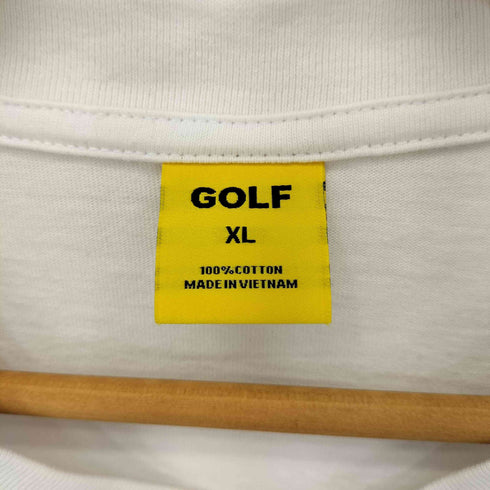 GOLF
XL
100% COTTON
MADE IN VIETNAM